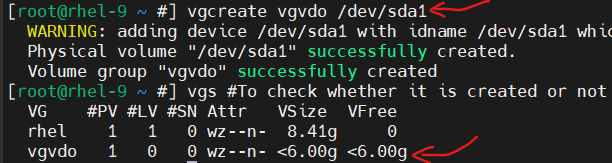 [root@rhel-9 ~ #] vgcreate vgvdo /dev/sda1
WARNING: adding device /dev/sda1 with idname /dev/sda1 whic
Physical volume "/dev/sda1" successfully created.
Volume group "vgvdo" successfully created
[root@rhel-9 ~ #] vgs #To check whether it is created or not
VG #PV #LV #SN Attr VSize VFree
rhel 1 1 0 wz--n- 8.41g 0
vgvdo 1 0 0 wz--n- <6.00g <6.00g